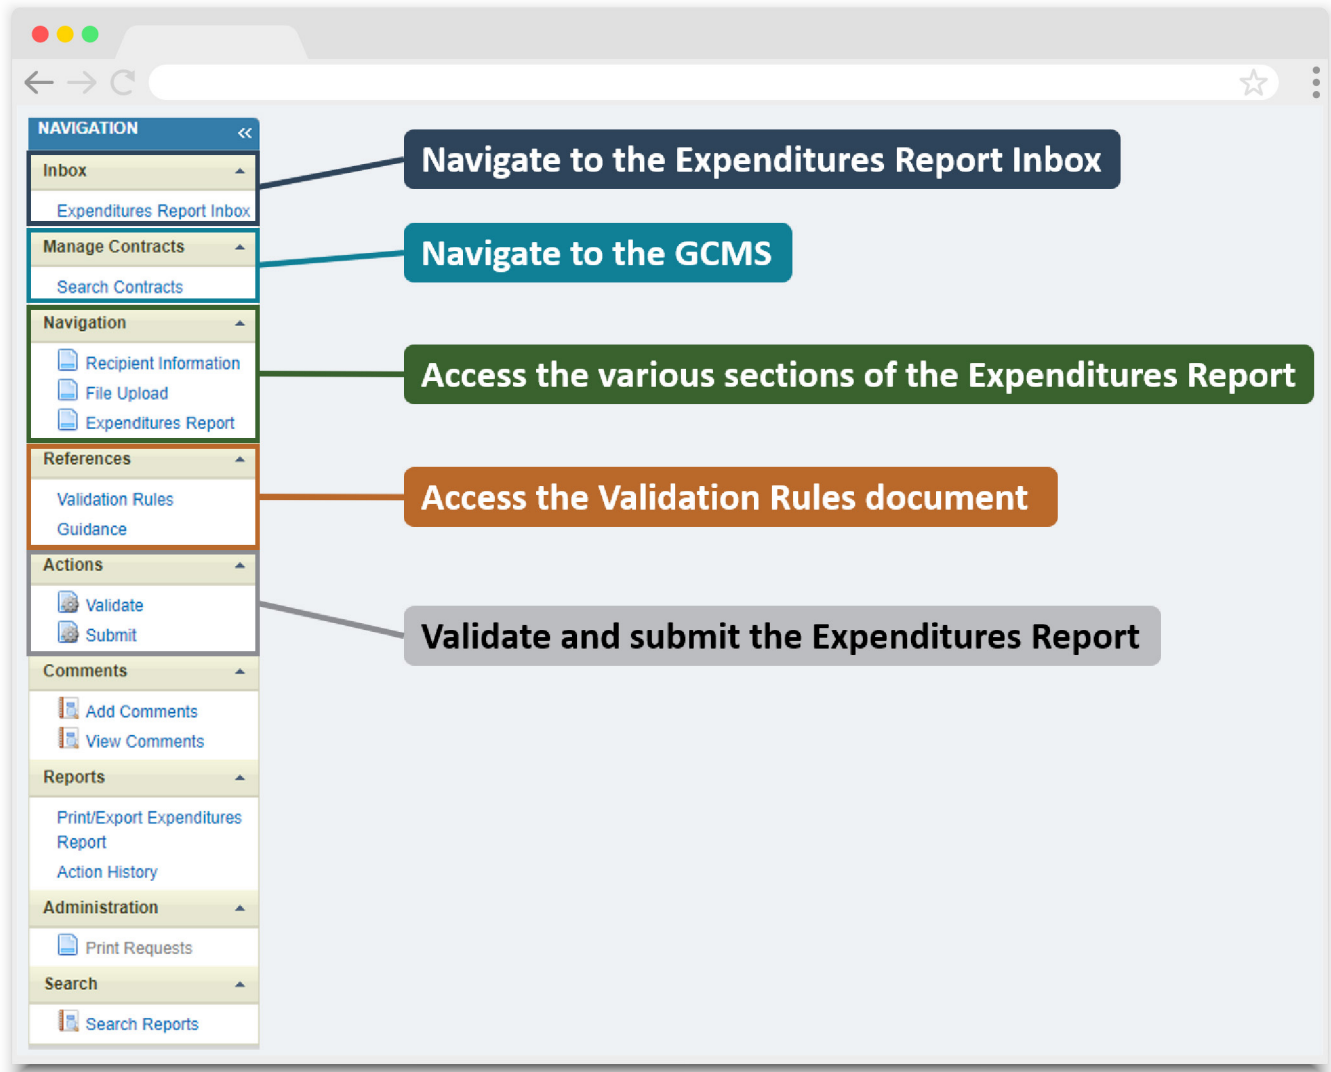 NAVIGATION «
Inbox
Expenditures Report Inbox
Navigate to the Expenditures Report Inbox
Manage Contracts
Search Contracts
Navigate to the GCMS
Navigation
Recipient Information
File Upload
Expenditures Report
Access the various sections of the Expenditures Report
References
Validation Rules
Guidance
Access the Validation Rules document
Actions
Validate
Submit
Validate and submit the Expenditures Report
Comments
Add Comments
View Comments
Reports
Print/Export Expenditures
Report
Action History
Administration
Print Requests
Search
Search Reports